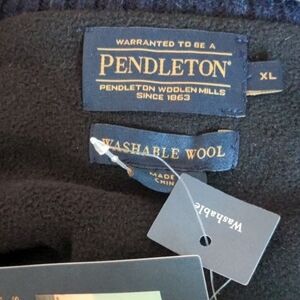 WARRANTED TO BE A
PENDLETON®
PENDLETON WOOLEN MILLS
SINCE 1863
XL
WASHABLE WOOL
MADE
Washable